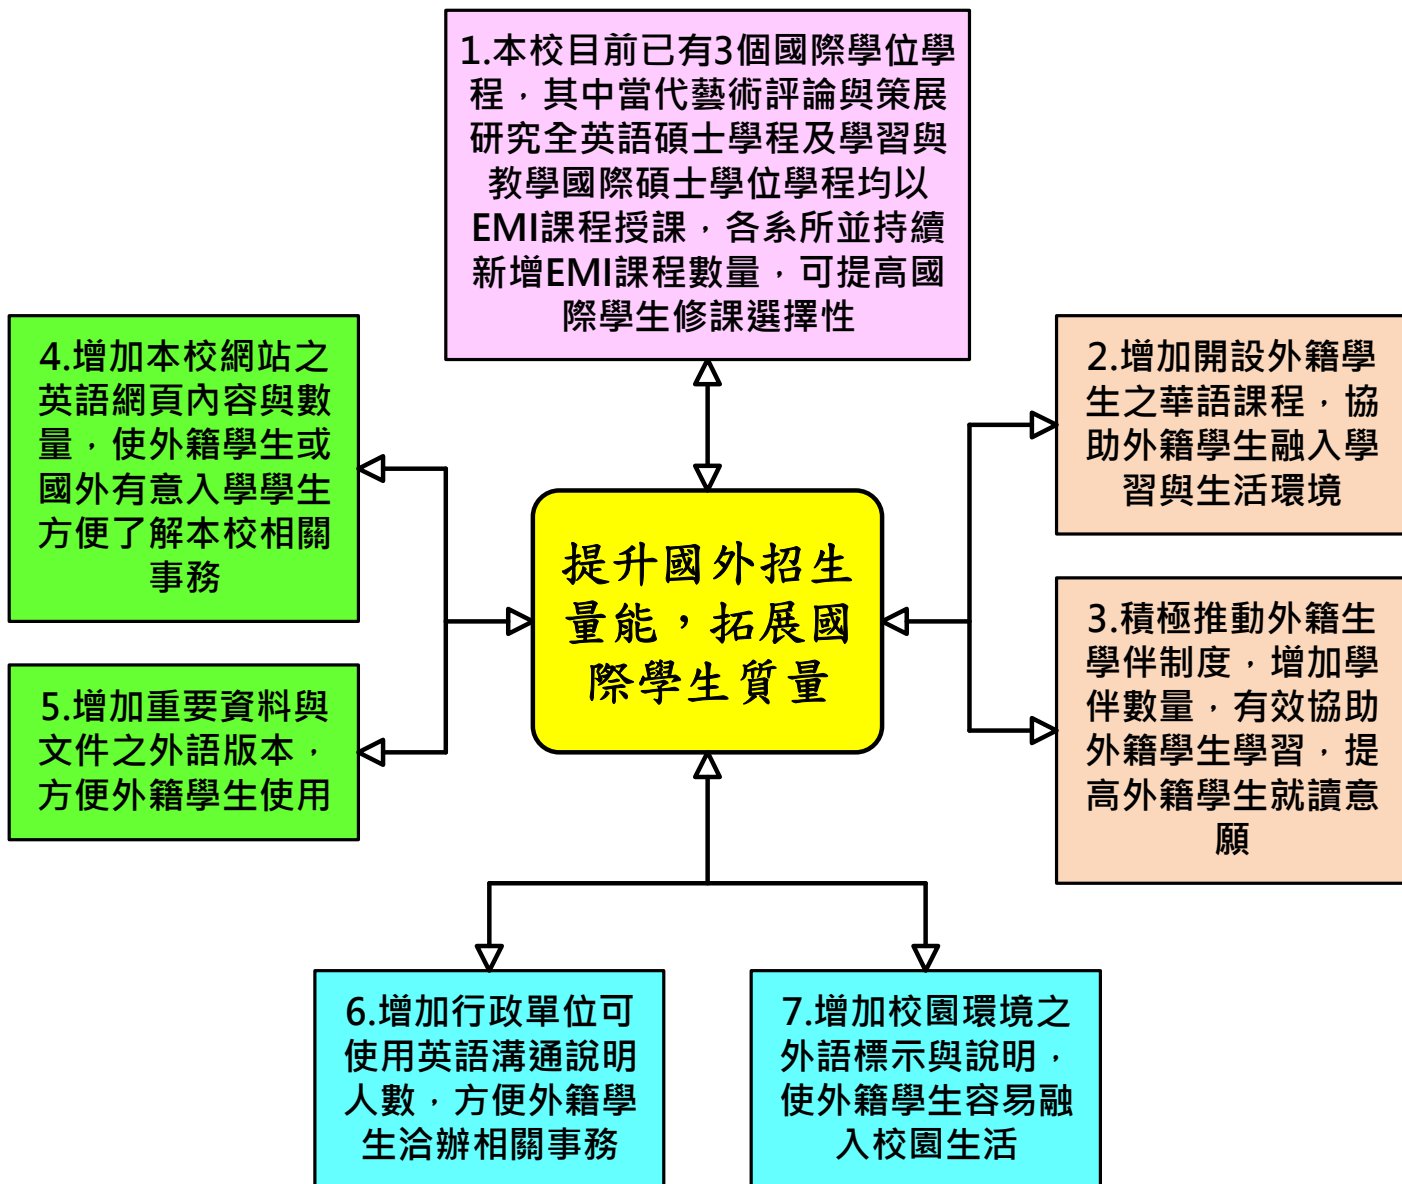 1.本校目前已有3個國際學位學
程，其中當代藝術評論與策展
研究全英語碩士學程及學習與
教學國際碩士學位學程均以
EMI課程授課，各系所並持續
新增EMI課程數量，可提高國
際學生修課選擇性
4.增加本校網站之
英語網頁內容與數
量，使外籍學生或
國外有意入學學生
方便了解本校相關
事務
2.增加開設外籍學
生之華語課程，協
助外籍學生融入學
習與生活環境
提升國外招生
量能，拓展國
際學生質量
3.積極推動外籍生
學伴制度，增加學
伴數量，有效協助
外籍學生學習，提
高外籍學生就讀意
願
5.增加重要資料與
文件之外語版本，
方便外籍學生使用
6.增加行政單位可
使用英語溝通說明
人數，方便外籍學
生洽辦相關事務
7.增加校園環境之
外語標示與說明，
使外籍學生容易融
入校園生活